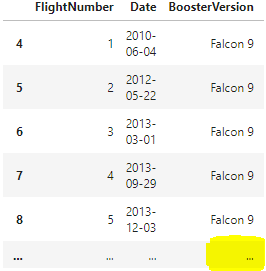 FlightNumber Date BoosterVersion
4 1 2010-06-04 Falcon 9
5 2 2012-05-22 Falcon 9
6 3 2013-03-01 Falcon 9
7 4 2013-09-29 Falcon 9
8 5 2013-12-03 Falcon 9
... ... ... ...